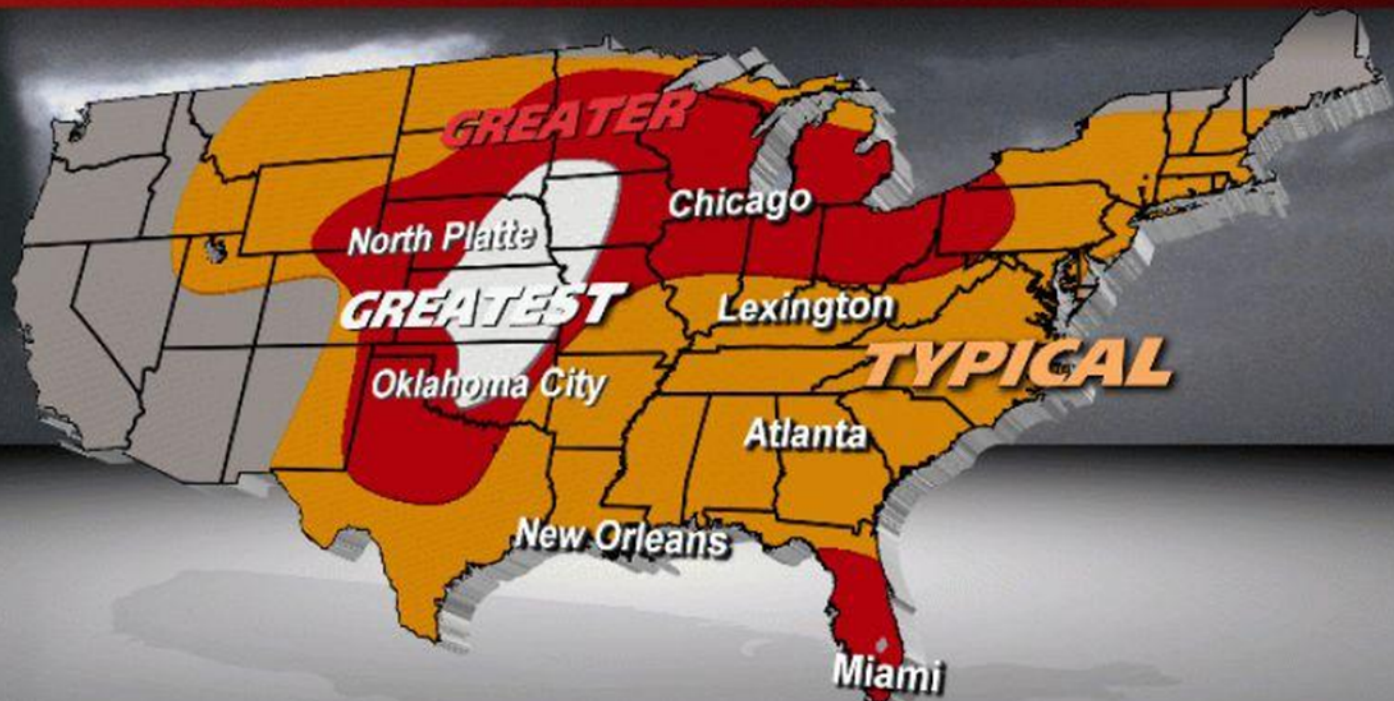 GREATER
Chicago
North Platte
GREATEST
Lexington
TYPICAL
Oklahoma City
Atlanta
New Orleans
Miami